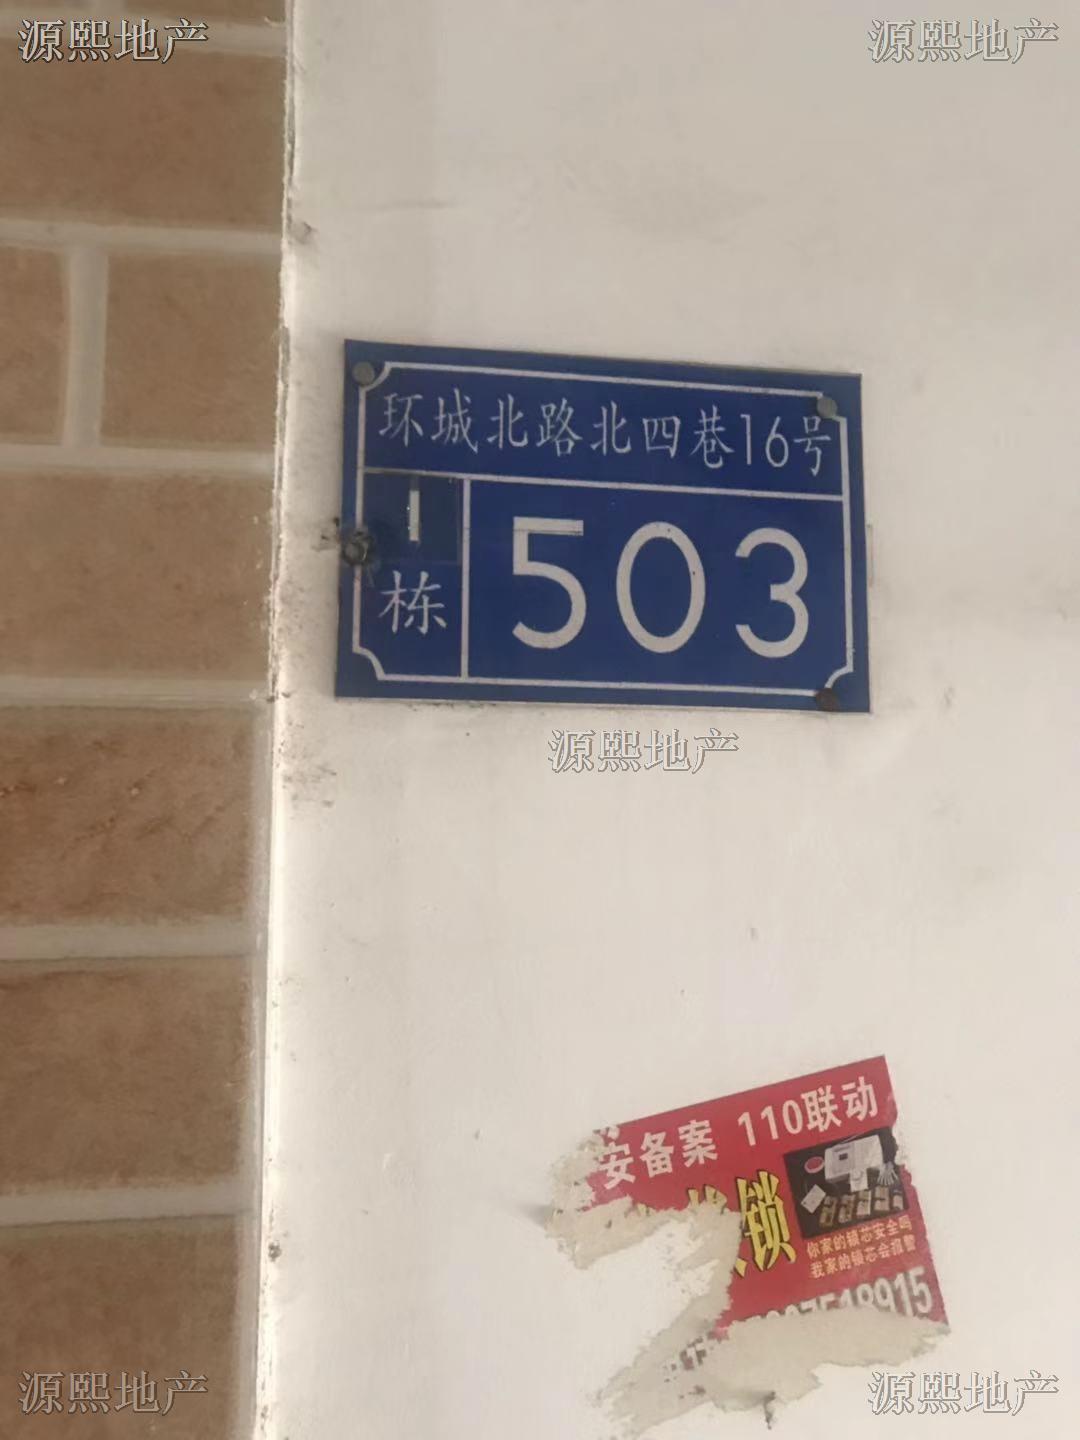 源熙地产 源熙地产
环城北路北四巷16号
1
栋
503
源熙地产
安备案 110联动
锁
你家的锁芯安全吗
我家的锁芯会报警
7518915
源熙地产 源熙地产